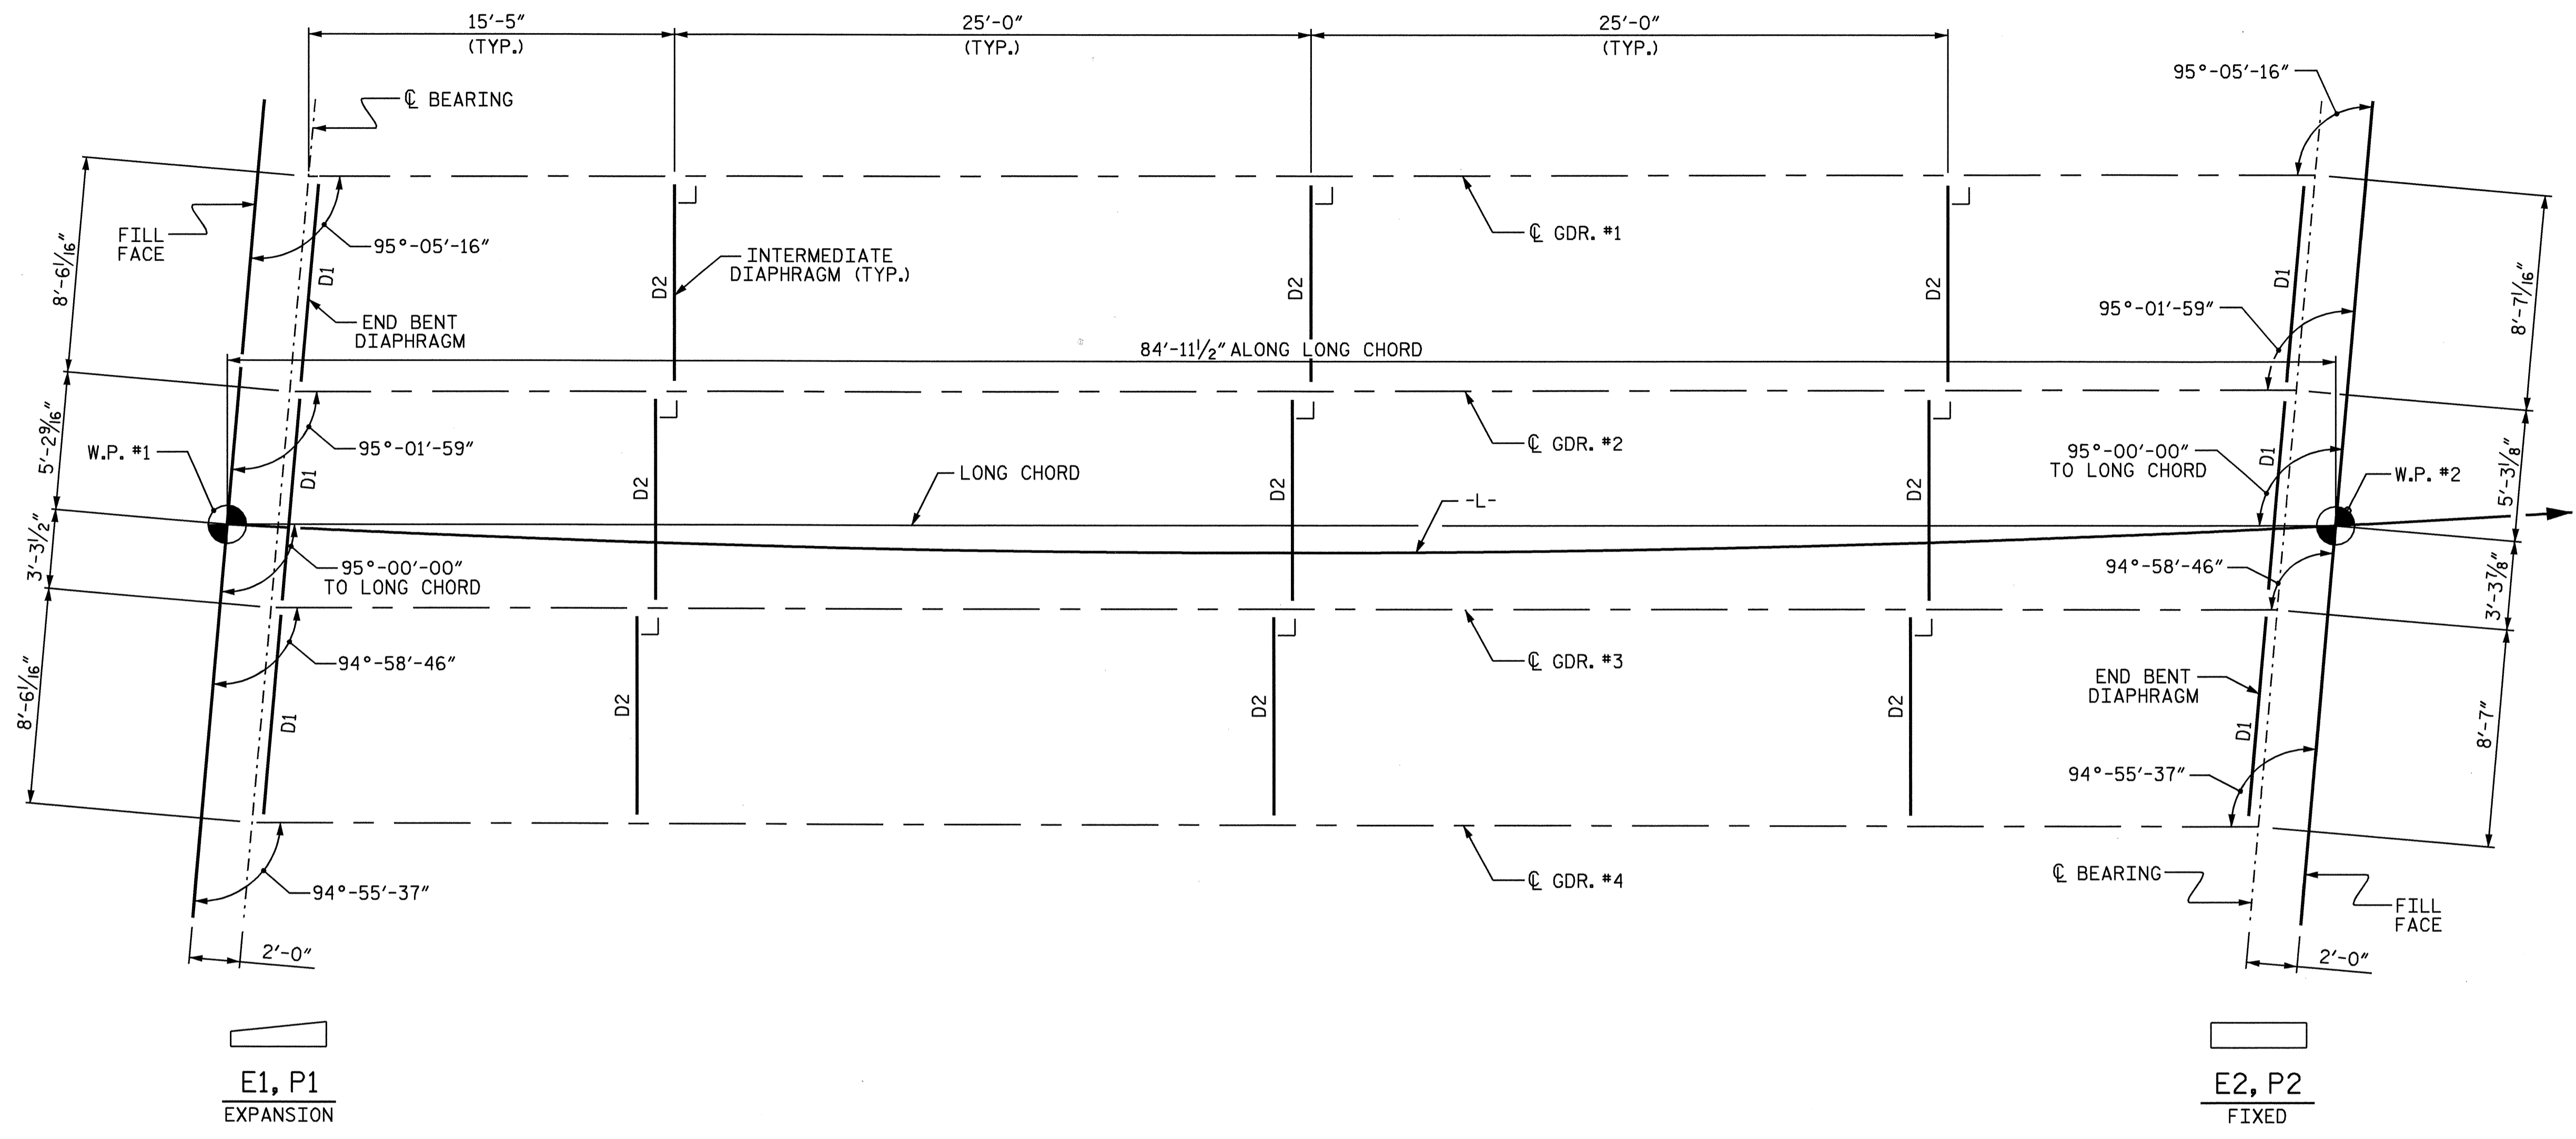 15'-5"
(TYP.)
25'-0"
(TYP.)
25'-0"
(TYP.)
95°-05'-16"
℄ BEARING
FILL
FACE
95°-05'-16"
8'-6 1/16"
D1
INTERMEDIATE
DIAPHRAGM (TYP.)
D2
D2
D2
℄ GDR. #1
D1
8'-7 1/16"
95°-01'-59"
END BENT
DIAPHRAGM
84'-11 1/2" ALONG LONG CHORD
5'-2 9/16"
W.P. #1
95°-01'-59"
D1
D2
LONG CHORD
D2
℄ GDR. #2
-L-
D2
95°-00'-00"
TO LONG CHORD
D1
W.P. #2
5'-3 1/8"
3'-3 1/2"
95°-00'-00"
TO LONG CHORD
94°-58'-46"
3'-3 7/8"
94°-58'-46"
℄ GDR. #3
8'-6 1/16"
D1
D2
D2
D2
END BENT
DIAPHRAGM
D1
8'-7"
94°-55'-37"
94°-55'-37"
℄ GDR. #4
℄ BEARING
FILL
FACE
2'-0"
2'-0"
E1, P1
EXPANSION
E2, P2
FIXED